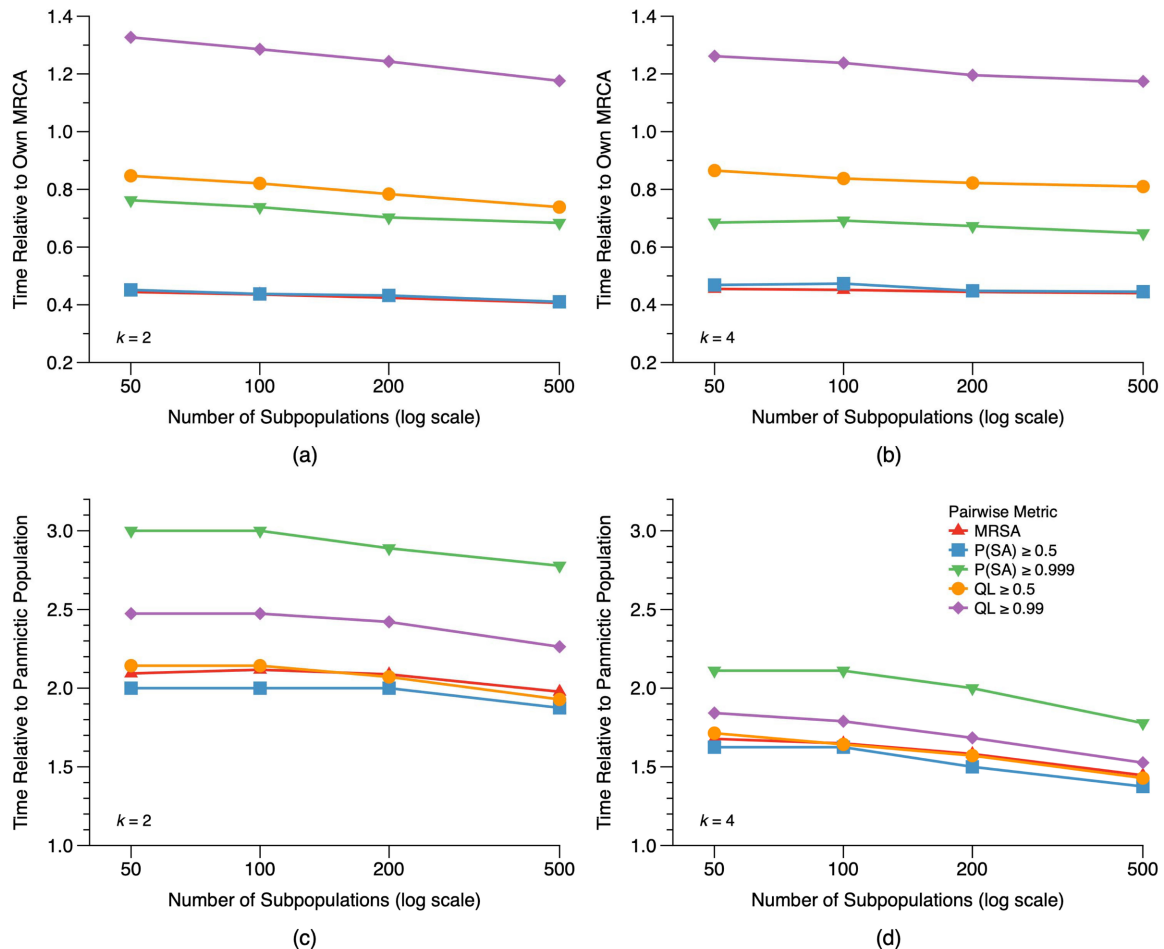 1.4
1.2
1.0
0.8
0.6
0.4
0.2
Time Relative to Own MRCA
k = 2
50 100 200 500
Number of Subpopulations (log scale)
(a)
1.4
1.2
1.0
0.8
0.6
0.4
0.2
Time Relative to Own MRCA
k = 4
50 100 200 500
Number of Subpopulations (log scale)
(b)
3.0
2.5
2.0
1.5
1.0
Time Relative to Panmictic Population
k = 2
50 100 200 500
Number of Subpopulations (log scale)
(c)
3.0
2.5
2.0
1.5
1.0
Time Relative to Panmictic Population
Pairwise Metric
MRSA
P(SA) ≥ 0.5
P(SA) ≥ 0.999
QL ≥ 0.5
QL ≥ 0.99
k = 4
50 100 200 500
Number of Subpopulations (log scale)
(d)